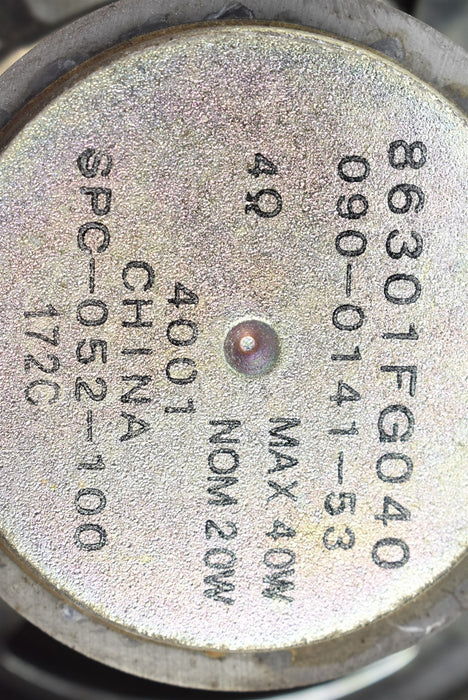 86301FG040
090-0141-53
4Ω MAX 40W
NOM 20W
4001
CHINA
SPC-052-100
172C